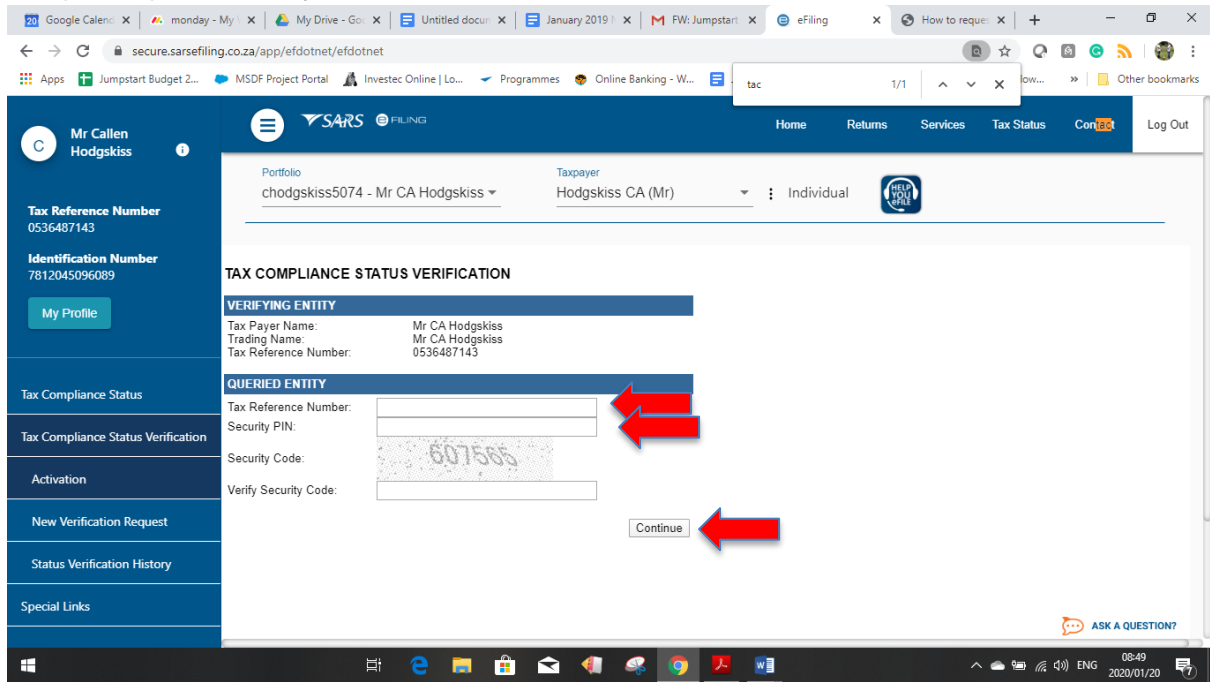 20 Google Calend
monday - My
My Drive - Goo
Untitled docum
January 2019
FW: Jumpstart
eFiling
How to reques
secure.sarsefiling.co.za/app/efdotnet/efdotnet
Apps
Jumpstart Budget 2...
MSDF Project Portal
Investec Online | Lo...
Programmes
Online Banking - W...
low...
Other bookmarks
tac 1/1
C
Mr Callen
Hodgskiss
SARS eFILING
Home Returns Services Tax Status Contact Log Out
Portfolio
chodgskiss5074 - Mr CA Hodgskiss
Taxpayer
Hodgskiss CA (Mr)
Individual
HELP
YOU
eFILE
Tax Reference Number
0536487143
Identification Number
7812045096089
My Profile
Tax Compliance Status
Tax Compliance Status Verification
Activation
New Verification Request
Status Verification History
Special Links
TAX COMPLIANCE STATUS VERIFICATION
VERIFYING ENTITY
Tax Payer Name: Mr CA Hodgskiss
Trading Name: Mr CA Hodgskiss
Tax Reference Number: 0536487143
QUERIED ENTITY
Tax Reference Number:
Security PIN:
Security Code: 607565
Verify Security Code:
Continue
ASK A QUESTION?
ENG
08:49
2020/01/20